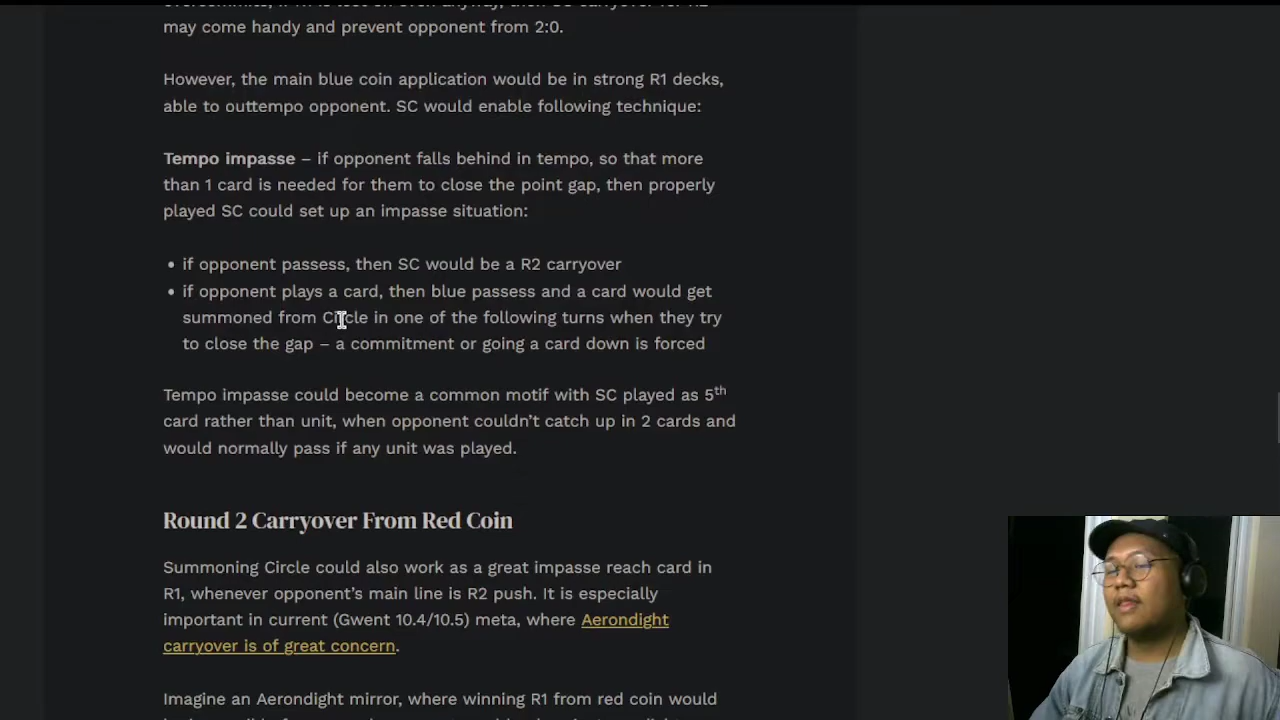 may come handy and prevent opponent from 2:0.
However, the main blue coin application would be in strong R1 decks,
able to outtempo opponent. SC would enable following technique:
Tempo impasse – if opponent falls behind in tempo, so that more
than 1 card is needed for them to close the point gap, then properly
played SC could set up an impasse situation:
• if opponent passess, then SC would be a R2 carryover
• if opponent plays a card, then blue passess and a card would get
summoned from Circle in one of the following turns when they try
to close the gap – a commitment or going a card down is forced
Tempo impasse could become a common motif with SC played as 5th
card rather than unit, when opponent couldn't catch up in 2 cards and
would normally pass if any unit was played.
Round 2 Carryover From Red Coin
Summoning Circle could also work as a great impasse reach card in
R1, whenever opponent's main line is R2 push. It is especially
important in current (Gwent 10.4/10.5) meta, where Aerondight
carryover is of great concern.
Imagine an Aerondight mirror, where winning R1 from red coin would